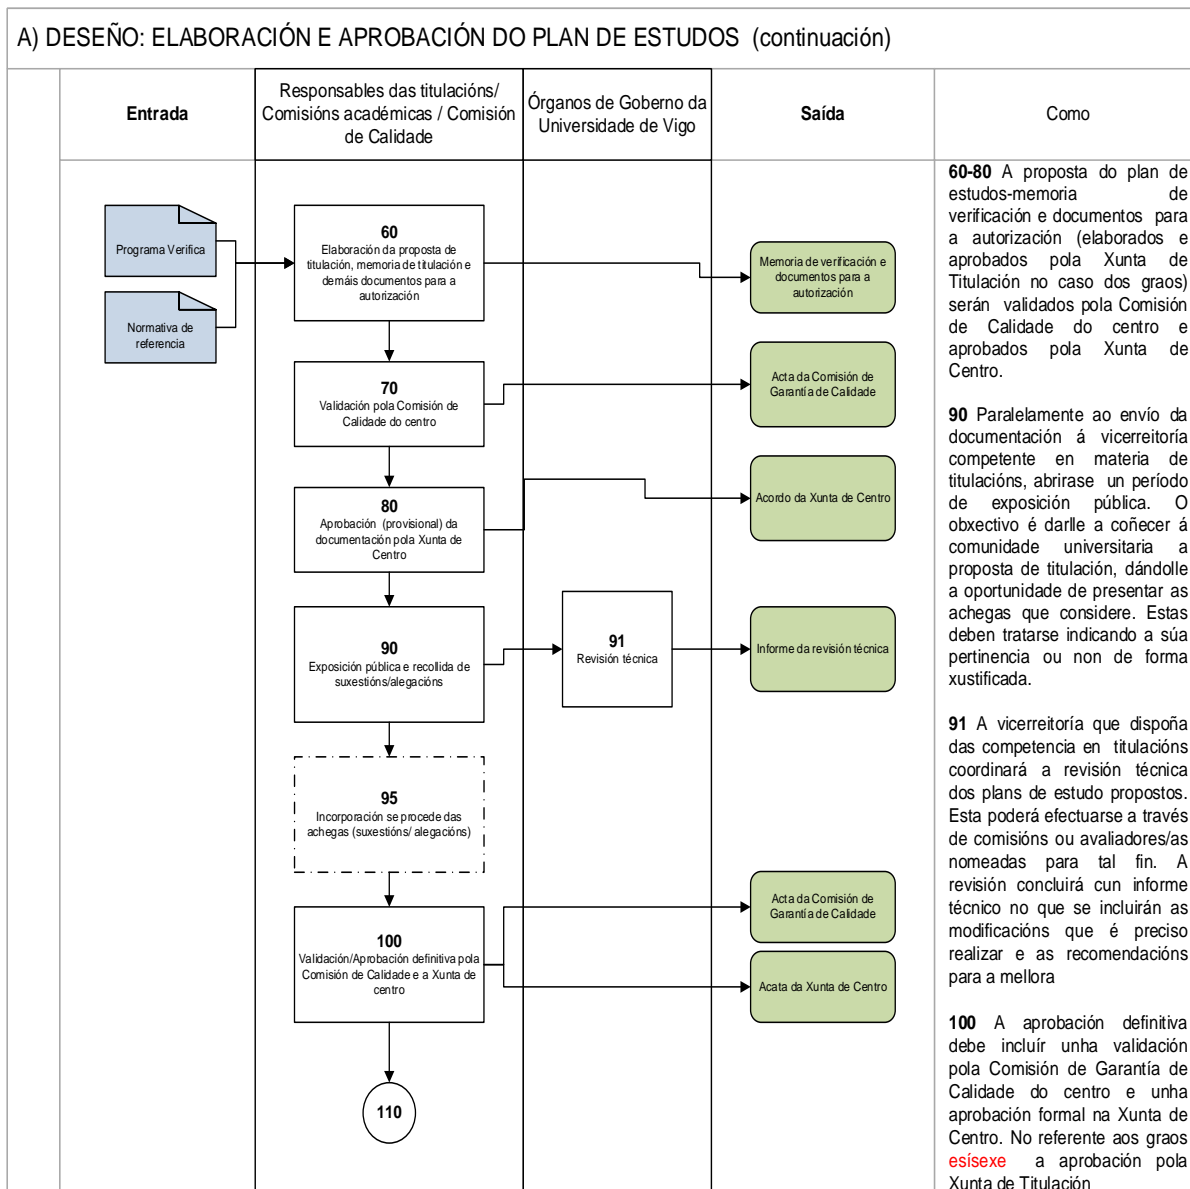 A) DESEÑO: ELABORACIÓN E APROBACIÓN DO PLAN DE ESTUDOS (continuación)
Entrada
Responsables das titulacións/
Comisións académicas / Comisión
de Calidade
Órganos de Goberno da
Universidade de Vigo
Saída
Como
Programa Verifica
Normativa de
referencia
60
Elaboración da proposta de
titulación, memoria de titulación e
demáis documentos para a
autorización
Memoria de verificación e
documentos para a
autorización
70
Validación pola Comisión de
Calidade do centro
Acta da Comisión de
Garantía de Calidade
80
Aprobación (provisional) da
documentación pola Xunta de
Centro
Acordo da Xunta de Centro
90
Exposición pública e recollida de
suxestións/alegacións
91
Revisión técnica
Informe da revisión técnica
95
Incorporación se procede das
achegas (suxestións/ alegacións)
100
Validación/Aprobación definitiva pola
Comisión de Calidade e a Xunta de
centro
Acta da Comisión de
Garantía de Calidade
Acata da Xunta de Centro
110
60-80 A proposta do plan de
estudos-memoria de
verificación e documentos para
a autorización (elaborados e
aprobados pola Xunta de
Titulación no caso dos graos)
serán validados pola Comisión
de Calidade do centro e
aprobados pola Xunta de
Centro.
90 Paralelamente ao envío da
documentación á vicerreitoría
competente en materia de
titulacións, abrirase un período
de exposición pública. O
obxectivo é darlle a coñecer á
comunidade universitaria a
proposta de titulación, dándolle
a oportunidade de presentar as
achegas que considere. Estas
deben tratarse indicando a súa
pertinencia ou non de forma
xustificada.
91 A vicerreitoría que dispoña
das competencia en titulacións
coordinará a revisión técnica
dos plans de estudo propostos.
Esta poderá efectuarse a través
de comisións ou avaliadores/as
nomeadas para tal fin. A
revisión concluirá cun informe
técnico no que se incluirán as
modificacións que é preciso
realizar e as recomendacións
para a mellora
100 A aprobación definitiva
debe incluír unha validación
pola Comisión de Garantía de
Calidade do centro e unha
aprobación formal na Xunta de
Centro. No referente aos graos
esísexe a aprobación pola
Xunta de Titulación